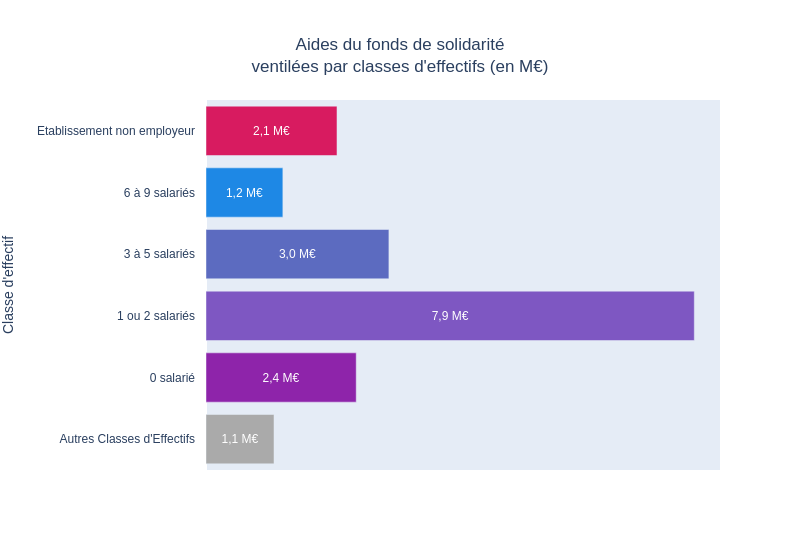 Aides du fonds de solidarité
ventilées par classes d'effectifs (en M€)
Classe d'effectif
Etablissement non employeur
2,1 M€
6 à 9 salariés
1,2 M€
3 à 5 salariés
3,0 M€
1 ou 2 salariés
7,9 M€
0 salarié
2,4 M€
Autres Classes d'Effectifs
1,1 M€